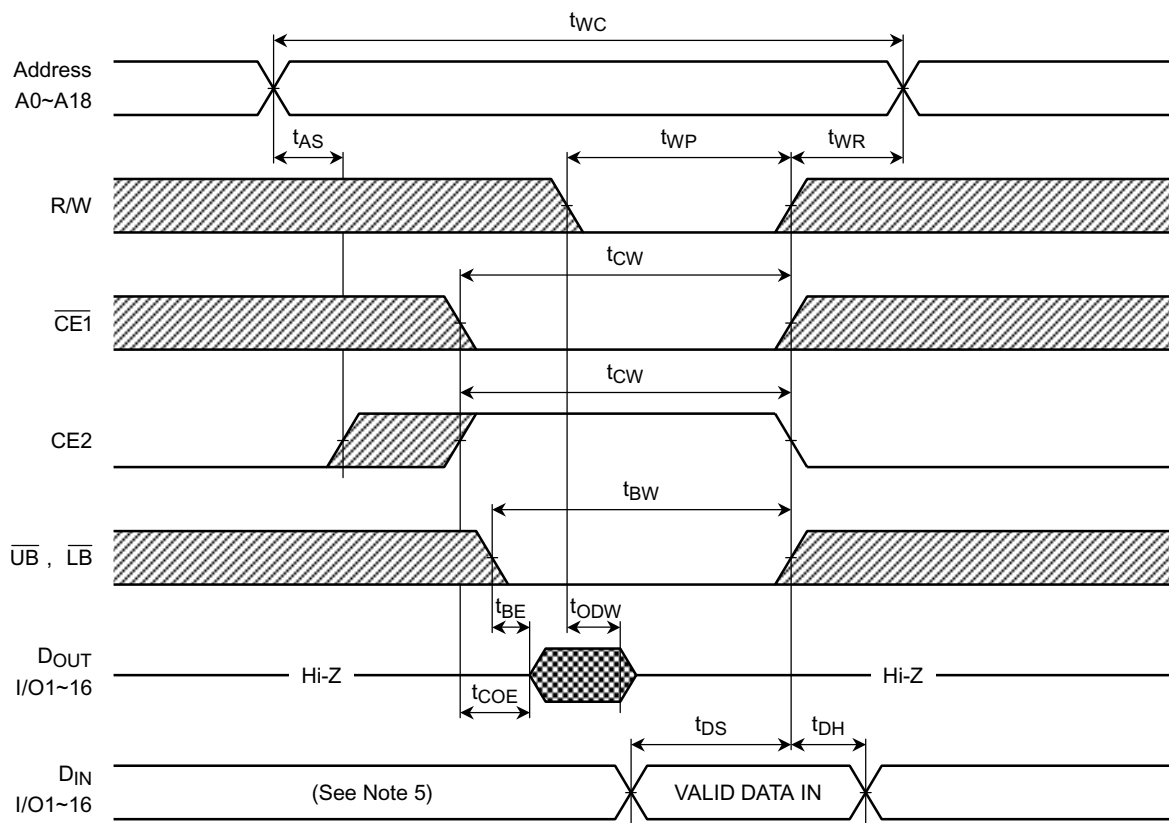 tWC
Address
A0~A18
tAS
tWP
tWR
R/W
tCW
CE1
tCW
CE2
tBW
UB , LB
tBE
tODW
DOUT
I/O1~16
Hi-Z
Hi-Z
tCOE
tDS
tDH
DIN
I/O1~16
(See Note 5)
VALID DATA IN